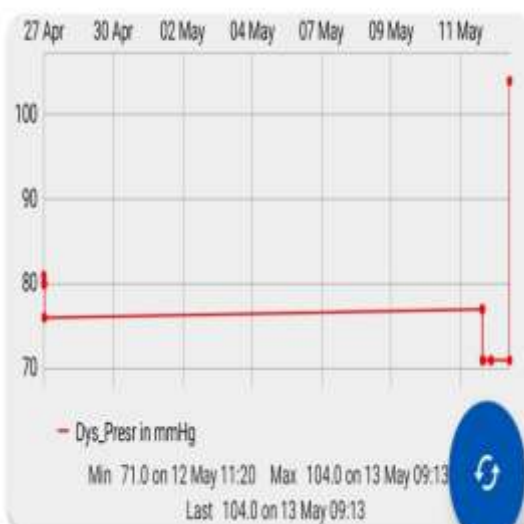 27 Apr 30 Apr 02 May 04 May 07 May 09 May 11 May
100
90
80
70
Dys_Presr in mmHg
Min 71.0 on 12 May 11:20 Max 104.0 on 13 May 09:13
Last 104.0 on 13 May 09:13